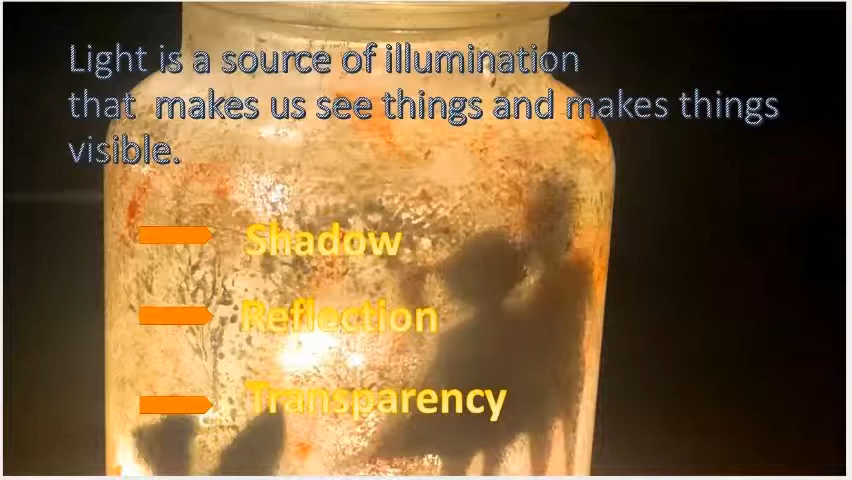 Light is a source of illumination
that makes us see things and makes things
visible.
Shadow
Reflection
Transparency